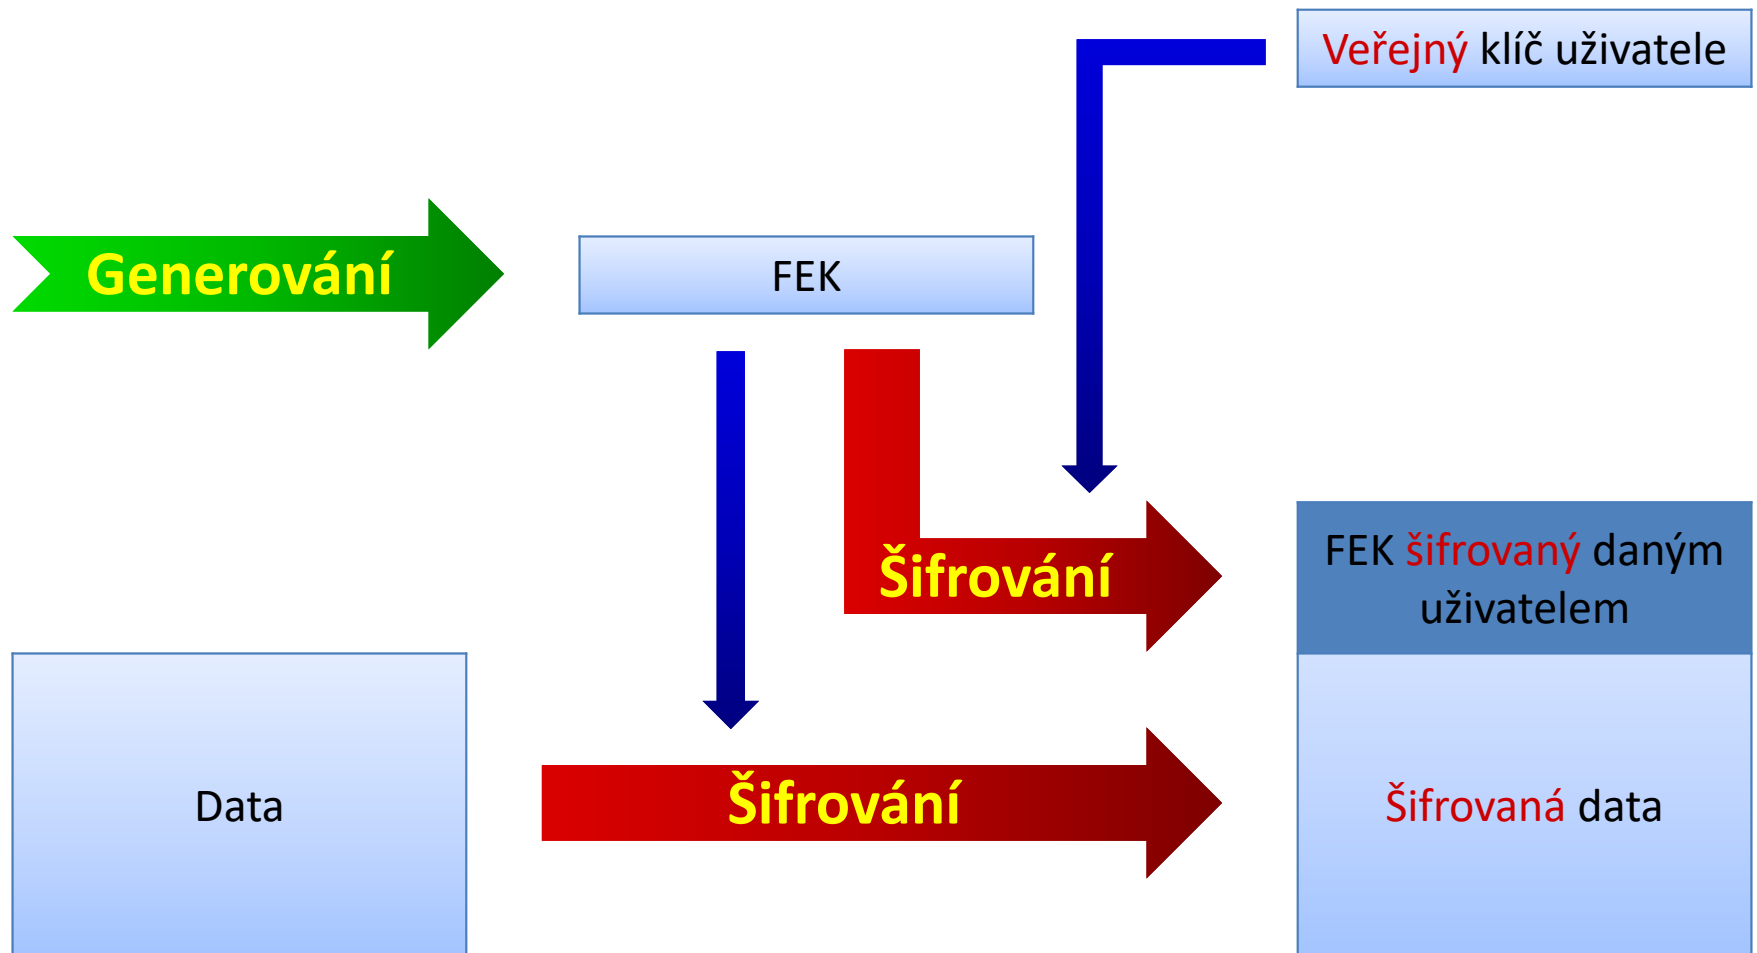 Veřejný klíč uživatele
Generování
FEK
Šifrování
FEK šifrovaný daným
uživatelem
Data
Šifrování
Šifrovaná data